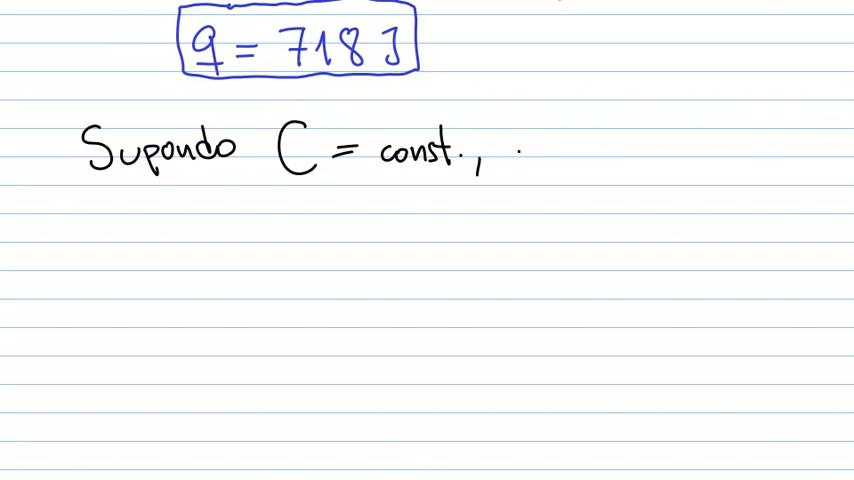 q = 718 J
Supondo C = const.,